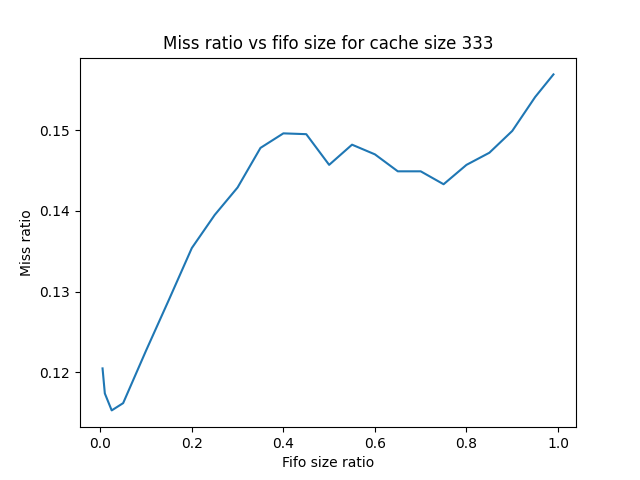 Miss ratio vs fifo size for cache size 333
0.15
0.14
0.13
0.12
Miss ratio
0.0 0.2 0.4 0.6 0.8 1.0
Fifo size ratio